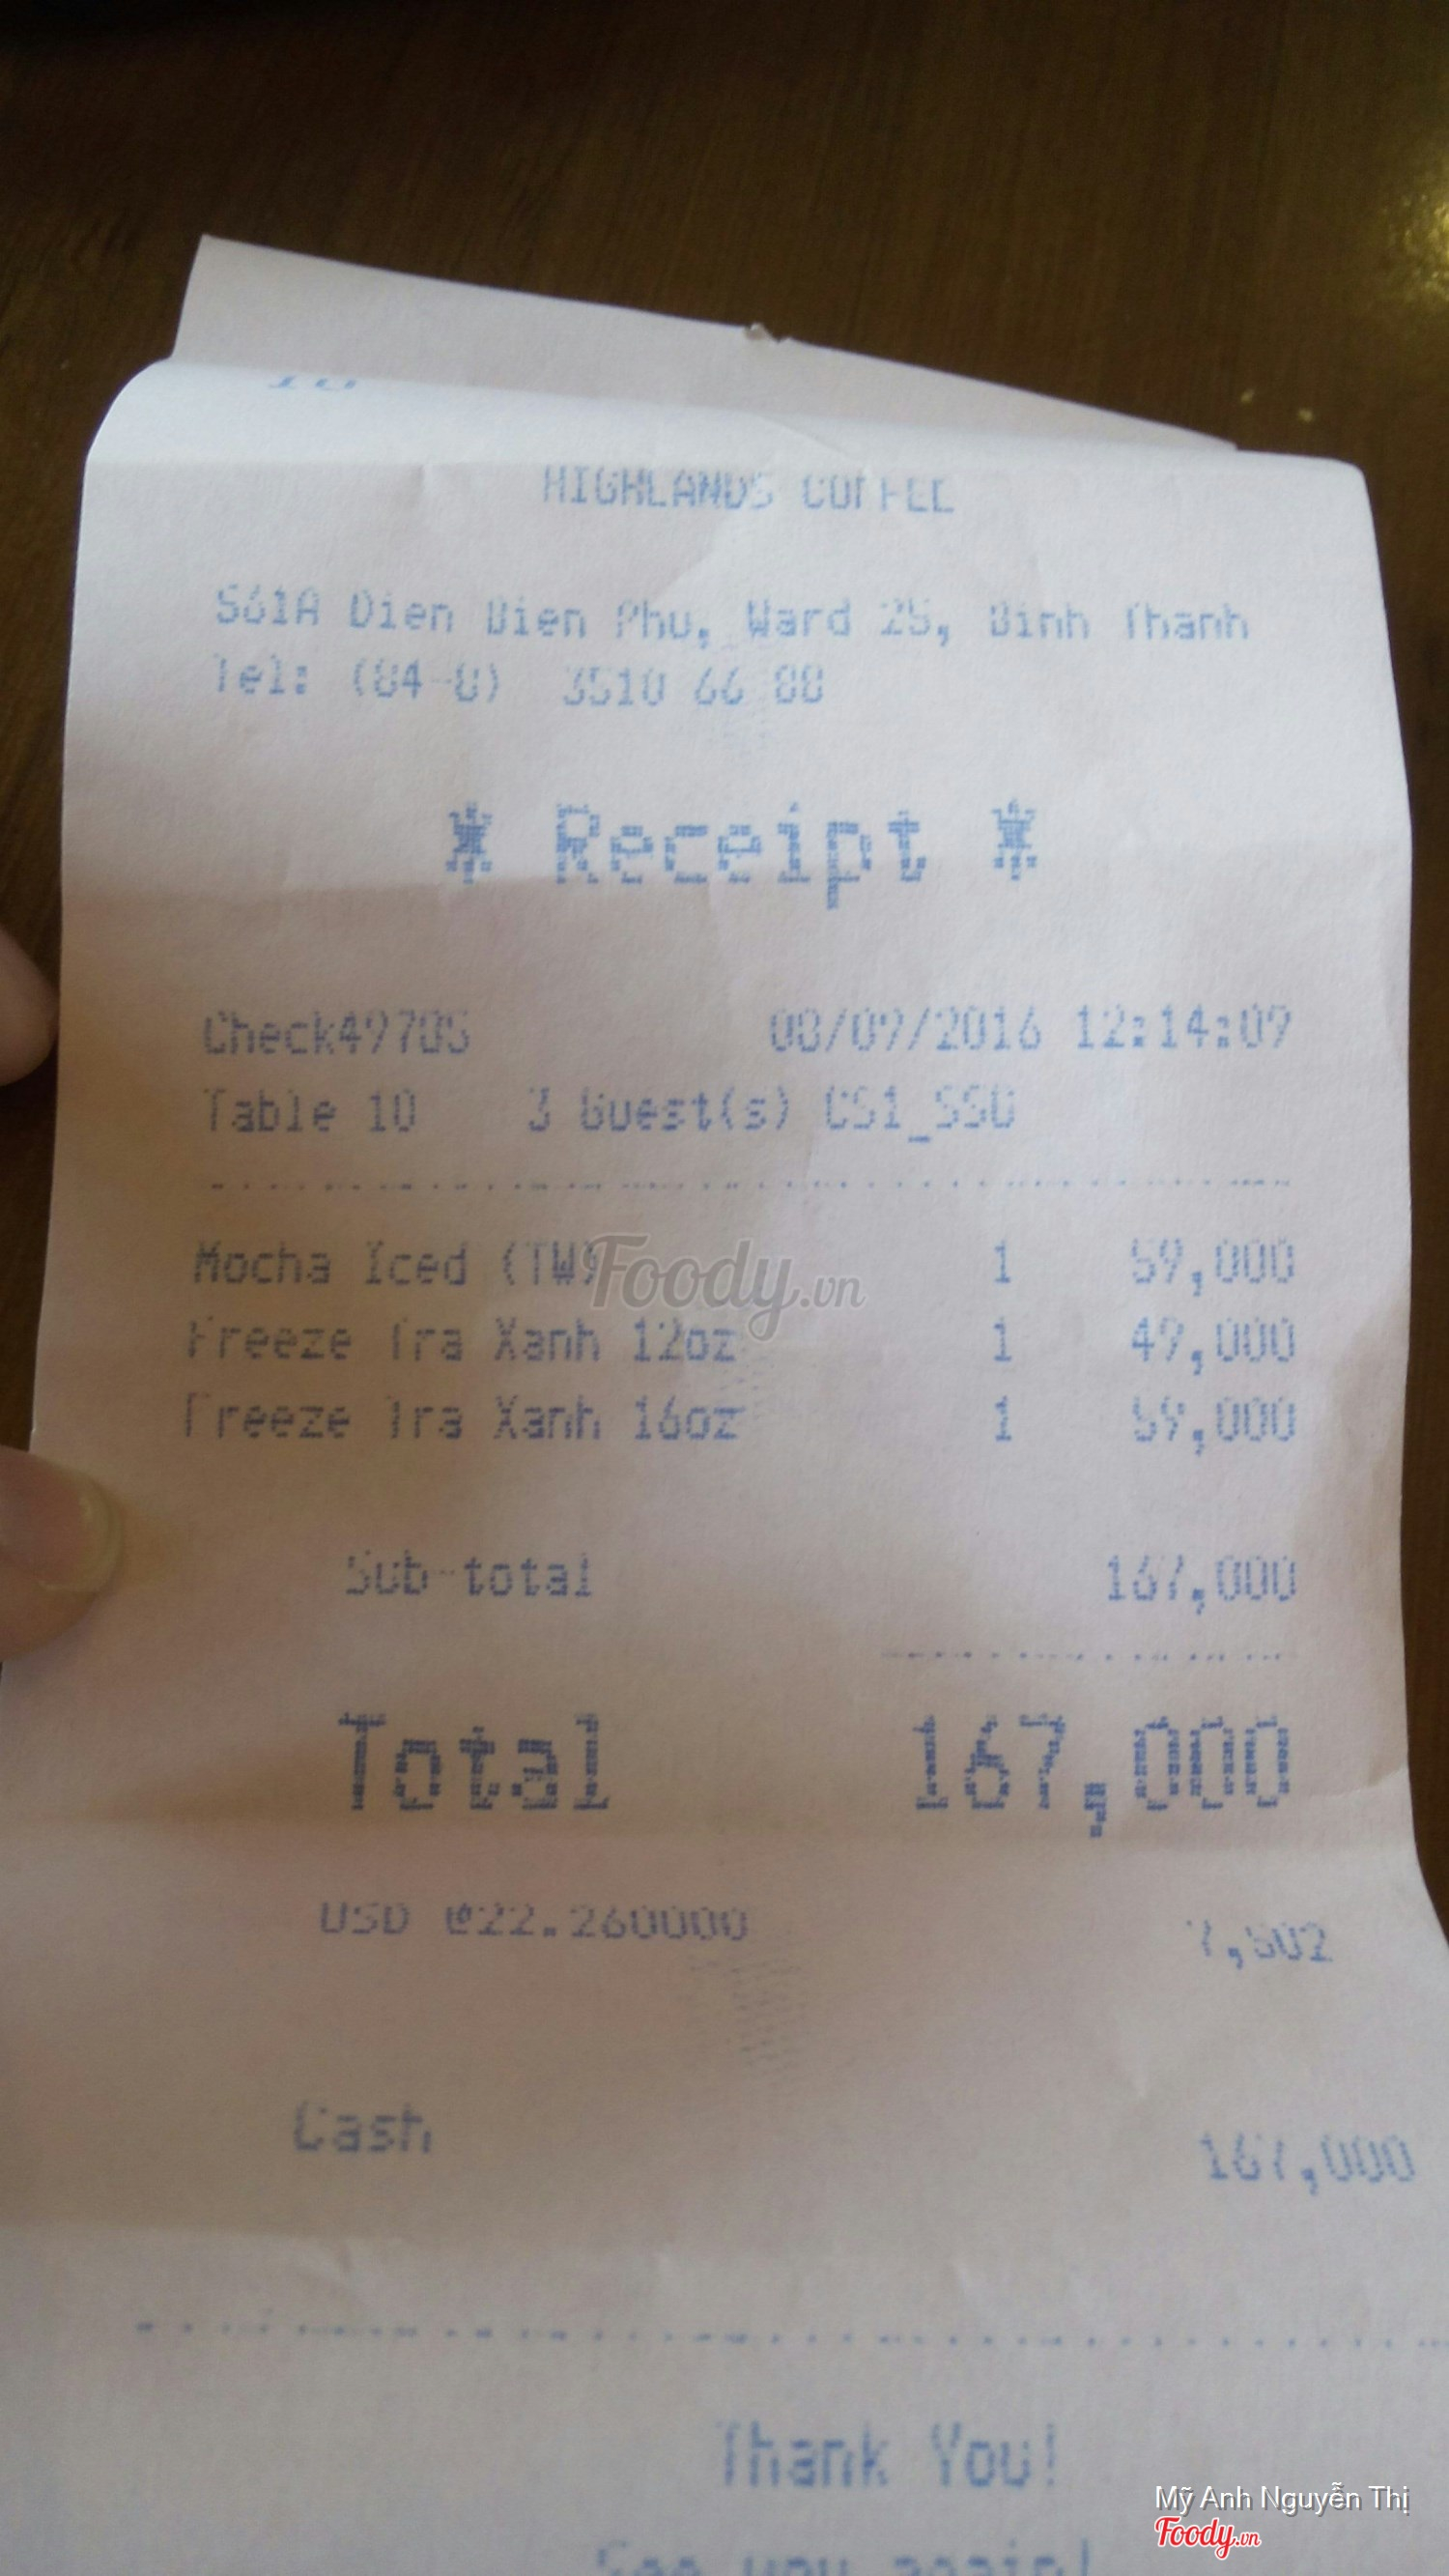 10
HIGHLANDS COFFEE
561A Dien Bien Phu, Ward 25, Binh Thanh
Tel: (84-8) 3510 66 88
* Receipt *
Check49705 08/09/2016 12:14:09
Table 10 3 Guest(s) CS1_SSD
Mocha Iced (TW) 1 59,000
Freeze Tra Xanh 12oz 1 49,000
Freeze Tra Xanh 16oz 1 59,000
Foody.vn
Sub-total 167,000
Total 167,000
USD @22.260000 7,502
Cash 167,000
Thank You!
See you again!
Mỹ Anh Nguyễn Thị
Foody.vn